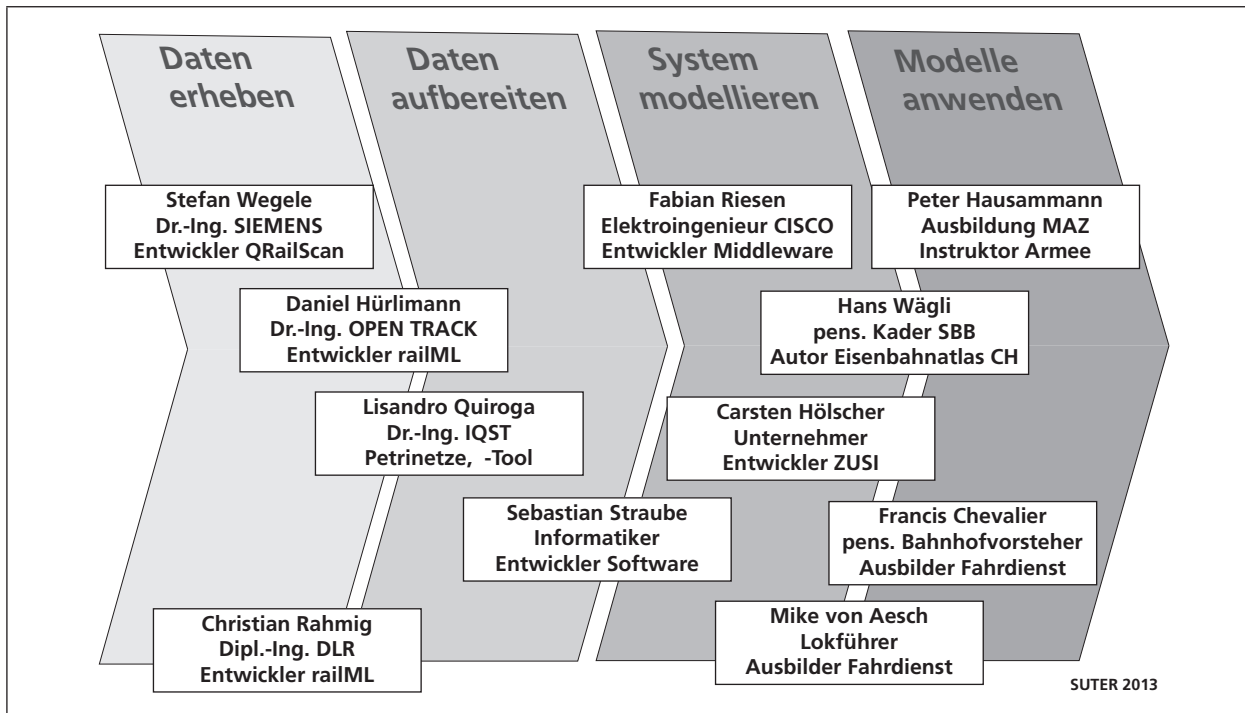 Daten
erheben
Daten
aufbereiten
System
modellieren
Modelle
anwenden
Stefan Wegele
Dr.-Ing. SIEMENS
Entwickler QRailScan
Fabian Riesen
Elektroingenieur CISCO
Entwickler Middleware
Peter Hausammann
Ausbildung MAZ
Instruktor Armee
Daniel Hürlimann
Dr.-Ing. OPEN TRACK
Entwickler railML
Hans Wägli
pens. Kader SBB
Autor Eisenbahnatlas CH
Lisandro Quiroga
Dr.-Ing. IQST
Petrinetze, -Tool
Carsten Hölscher
Unternehmer
Entwickler ZUSI
Sebastian Straube
Informatiker
Entwickler Software
Francis Chevalier
pens. Bahnhofvorsteher
Ausbilder Fahrdienst
Christian Rahmig
Dipl.-Ing. DLR
Entwickler railML
Mike von Aesch
Lokführer
Ausbilder Fahrdienst
SUTER 2013